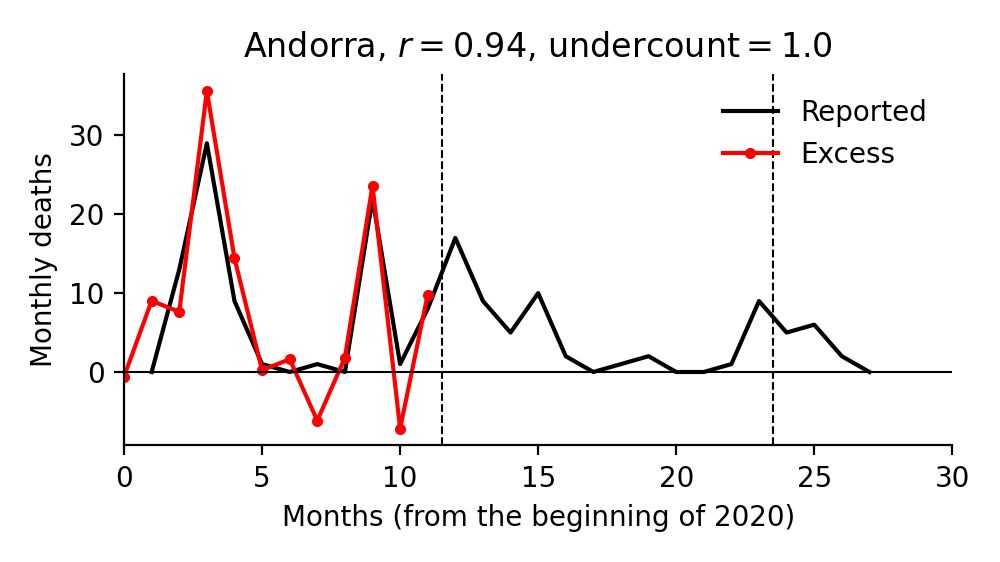 Andorra, r = 0.94, undercount = 1.0
Reported
Excess
Monthly deaths
30
20
10
0
0 5 10 15 20 25 30
Months (from the beginning of 2020)